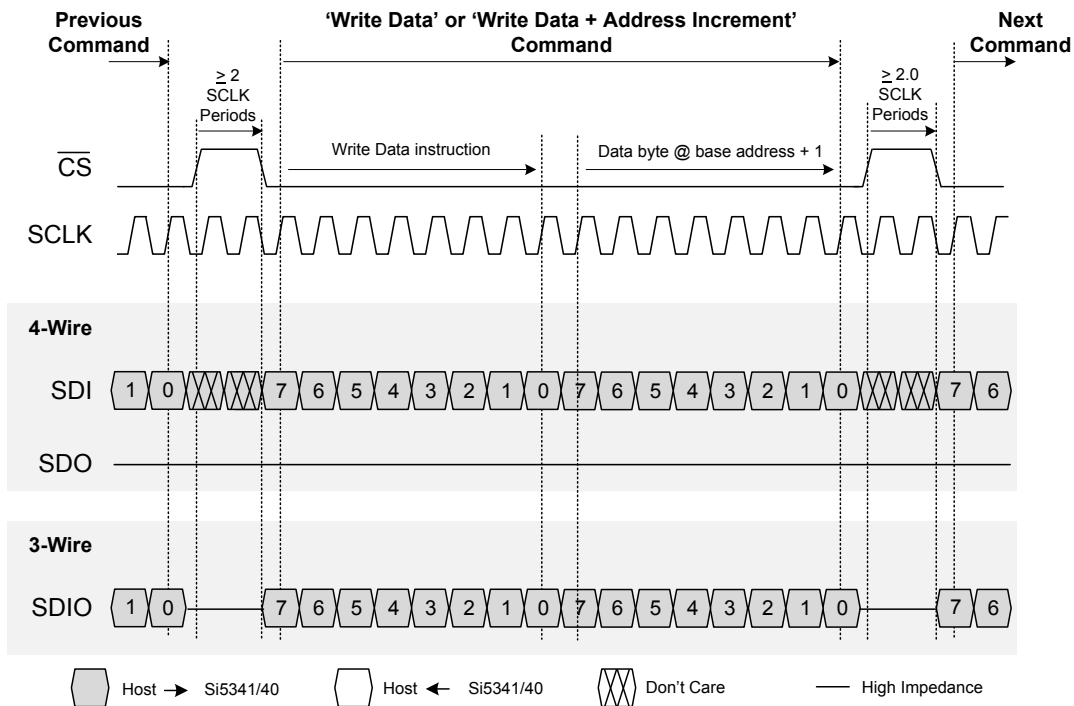 Previous Command
'Write Data' or 'Write Data + Address Increment' Command
Next Command
≥ 2 SCLK Periods
≥ 2.0 SCLK Periods
CS
Write Data instruction
Data byte @ base address + 1
SCLK
4-Wire
SDI
1 0 7 6 5 4 3 2 1 0 7 6 5 4 3 2 1 0 7 6
SDO
3-Wire
SDIO
1 0 7 6 5 4 3 2 1 0 7 6 5 4 3 2 1 0 7 6
Host Si5341/40
Host Si5341/40
Don't Care
High Impedance